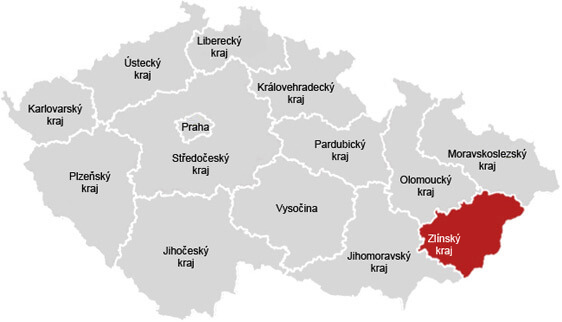 Liberecký
kraj
Ústecký
kraj
Královehradecký
kraj
Karlovarský
kraj
Praha
Pardubický
kraj
Moravskoslezský
kraj
Středočeský
kraj
Plzeňský
kraj
Olomoucký
kraj
Vysočina
Zlínský
kraj
Jihočeský
kraj
Jihomoravský
kraj